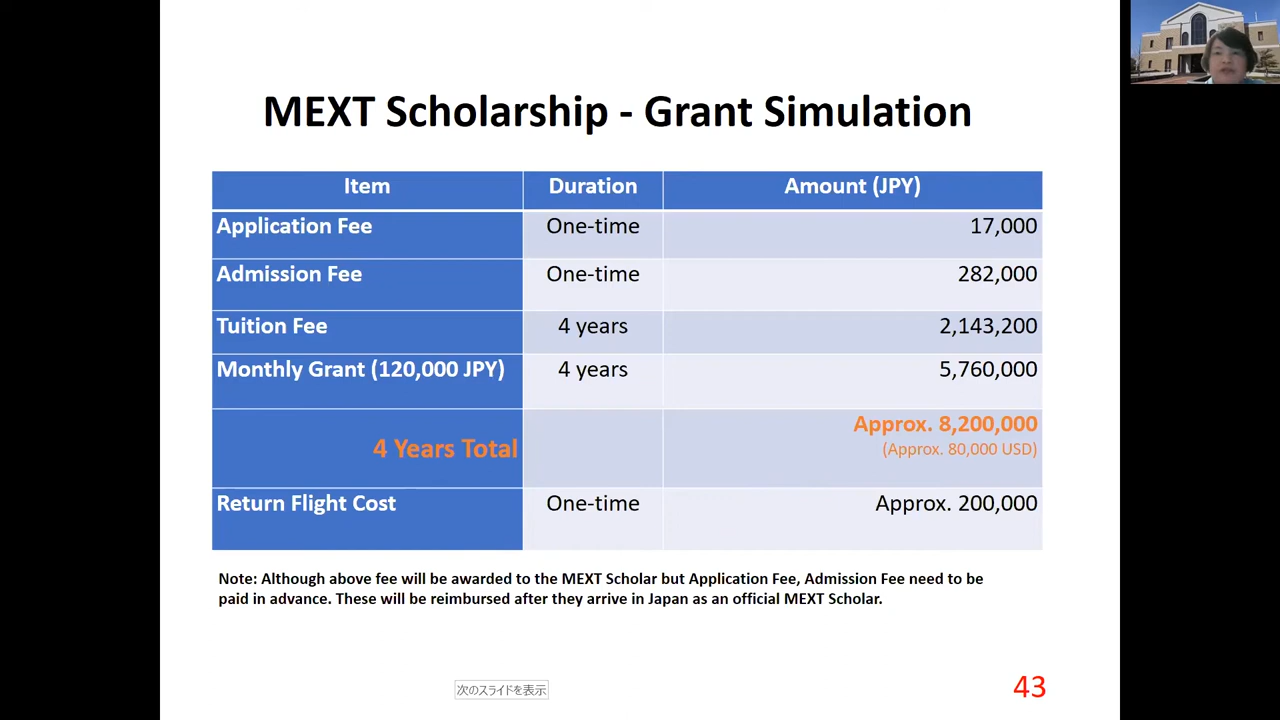 MEXT Scholarship - Grant Simulation
Item Duration Amount (JPY)
Application Fee One-time 17,000
Admission Fee One-time 282,000
Tuition Fee 4 years 2,143,200
Monthly Grant (120,000 JPY) 4 years 5,760,000
4 Years Total Approx. 8,200,000
(Approx. 80,000 USD)
Return Flight Cost One-time Approx. 200,000
Note: Although above fee will be awarded to the MEXT Scholar but Application Fee, Admission Fee need to be
paid in advance. These will be reimbursed after they arrive in Japan as an official MEXT Scholar.
次のスライドを表示
43